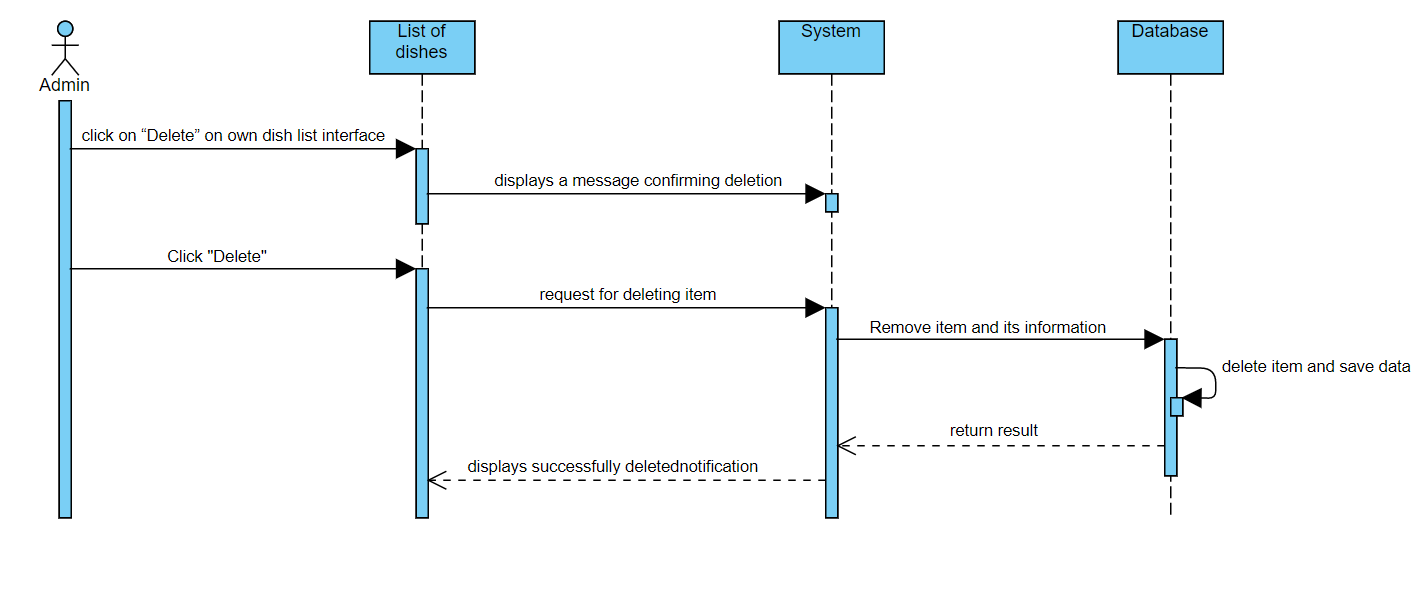 List of
dishes
System
Database
Admin
click on “Delete” on own dish list interface
displays a message confirming deletion
Click "Delete"
request for deleting item
Remove item and its information
delete item and save data
return result
displays successfully deletednotification